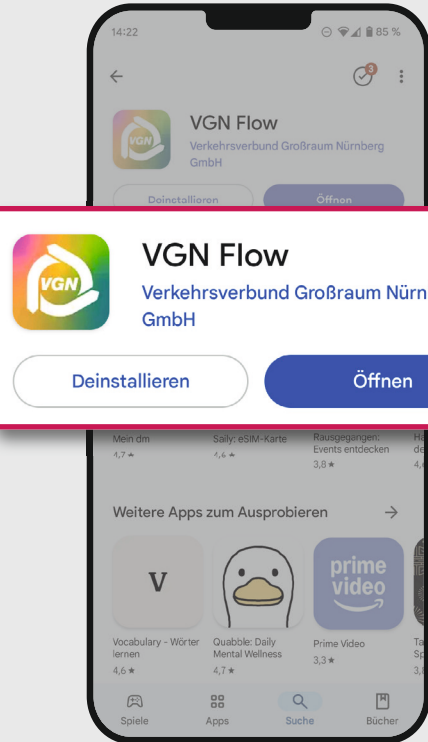 14:22
85 %
3
VGN
VGN Flow
Verkehrsverbund Großraum Nürnberg
GmbH
Deinstallieren
Öffnen
VGN
VGN Flow
Verkehrsverbund Großraum Nürn
GmbH
Deinstallieren
Öffnen
Mein dm
4,7 ★
Saily: eSIM-Karte
4,6 ★
Rausgegangen:
Events entdecken
3,8 ★
Weitere Apps zum Ausprobieren
V
prime
video
Vocabulary - Wörter
lernen
4,6 ★
Quabble: Daily
Mental Wellness
4,7 ★
Prime Video
3,3 ★
Spiele
Apps
Suche
Bücher